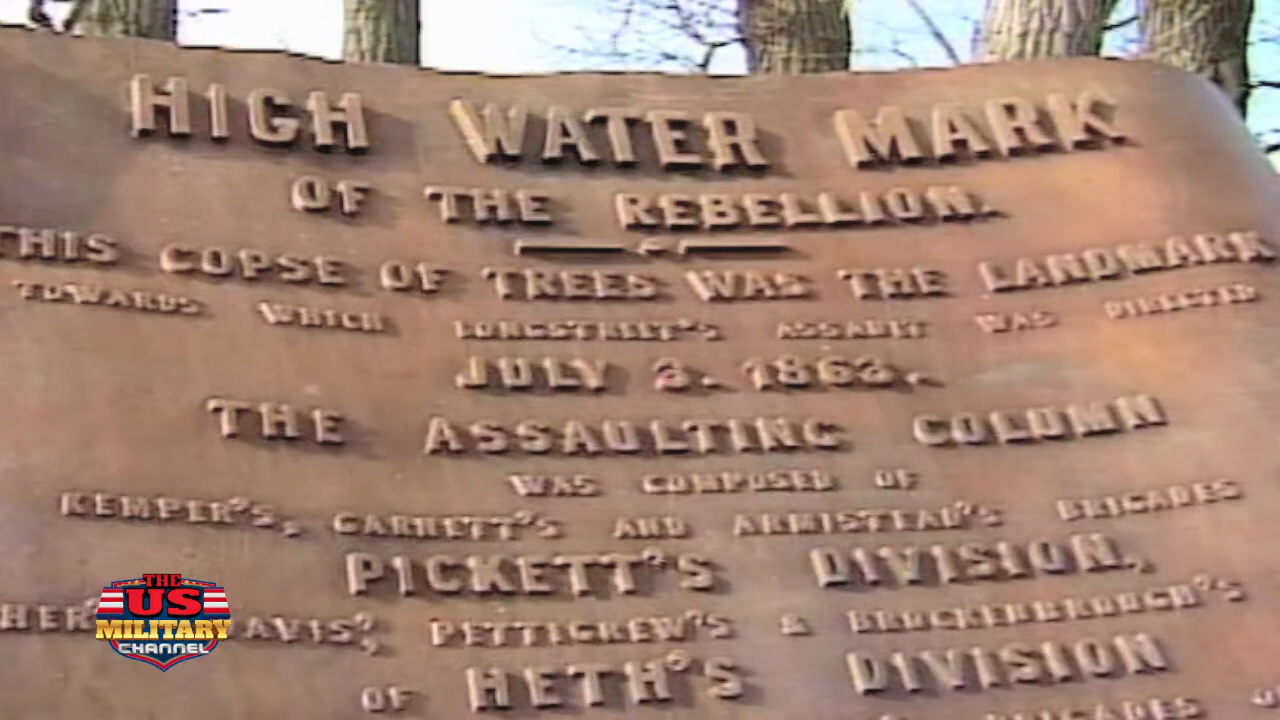 HIGH WATER MARK
OF THE REBELLION.
THIS COPSE OF TREES WAS THE LANDMARK
TOWARDS WHICH LONGSTREET'S ASSAULT WAS DIRECTED
JULY 3. 1863.
THE ASSAULTING COLUMN
WAS COMPOSED OF
KEMPER'S, GARNETT'S AND ARMISTEAD'S BRIGADES
PICKETT'S DIVISION,
PETTIGREW'S & BROCKENBROUGH'S
OF HETH'S DIVISION
BRIGADES
THE
US
MILITARY
CHANNEL